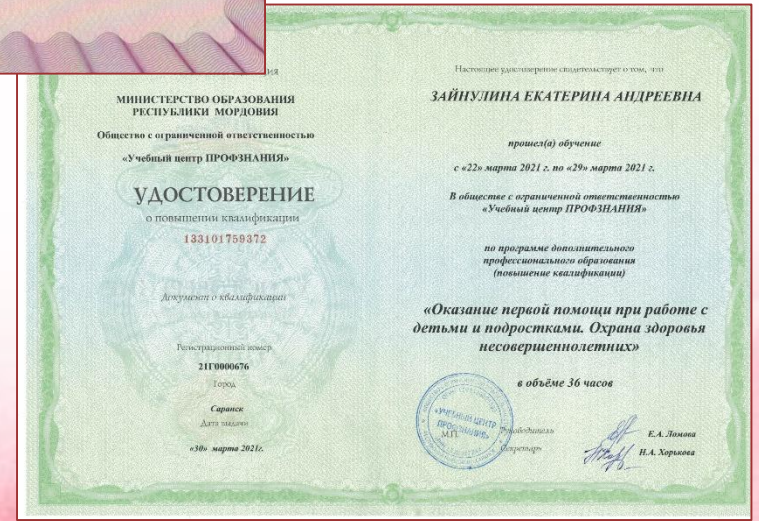 МИНИСТЕРСТВО ОБРАЗОВАНИЯ
РЕСПУБЛИКИ МОРДОВИЯ
Общество с ограниченной ответственностью
«Учебный центр ПРОФЗНАНИЯ»
УДОСТОВЕРЕНИЕ
о повышении квалификации
133101759372
Документ о квалификации
Регистрационный номер
21Г0000676
Город
Саранск
Дата выдачи
«30» марта 2021г.
Настоящее удостоверение свидетельствует о том, что
ЗАЙНУЛИНА ЕКАТЕРИНА АНДРЕЕВНА
прошел(а) обучение
с «22» марта 2021 г. по «29» марта 2021 г.
В обществе с ограниченной ответственностью
«Учебный центр ПРОФЗНАНИЯ»
по программе дополнительного
профессионального образования
(повышение квалификации)
«Оказание первой помощи при работе с
детьми и подростками. Охрана здоровья
несовершеннолетних»
в объёме 36 часов
«УЧЕБНЫЙ ЦЕНТР
ПРОФЗНАНИЯ»
М.П.
Руководитель
Е.А. Ломова
Секретарь
Н.А. Хорькова